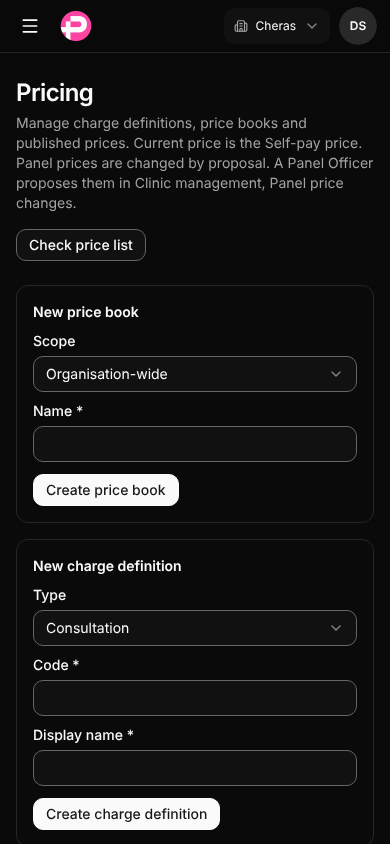 Cheras
DS
Pricing
Manage charge definitions, price books and
published prices. Current price is the Self-pay price.
Panel prices are changed by proposal. A Panel Officer
proposes them in Clinic management, Panel price
changes.
Check price list
New price book
Scope
Organisation-wide
Name *
Create price book
New charge definition
Type
Consultation
Code *
Display name *
Create charge definition